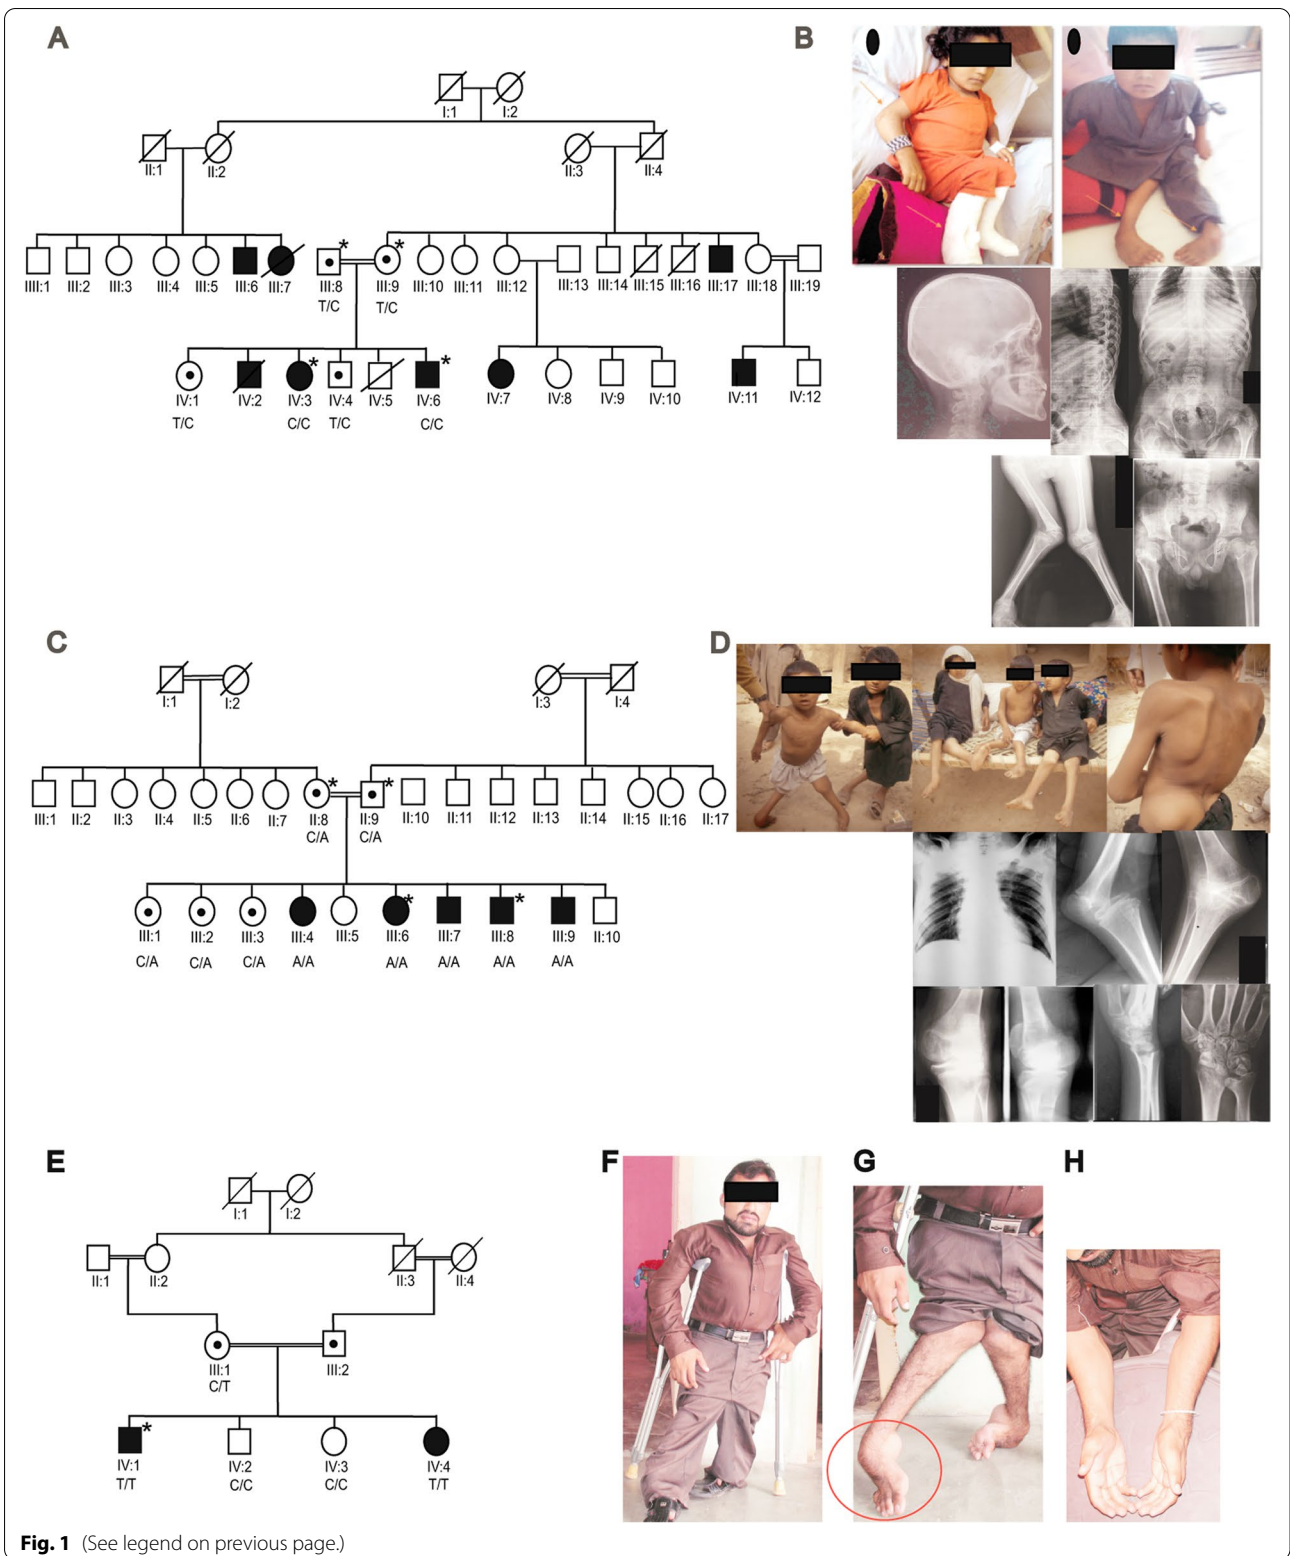 A
B
I:1 I:2
II:1 II:2 II:3 II:4
* *
IIII:1 III:2 III:3 III:4 III:5 III:6 III:7 III:8 III:9 III:10 III:11 III:12 III:13 III:14 III:15 III:16 III:17 III:18 III:19
T/C T/C
* *
IV:1 IV:2 IV:3 IV:4 IV:5 IV:6 IV:7 IV:8 IV:9 IV:10 IV:11 IV:12
T/C C/C T/C C/C
C
D
I:1 I:2 I:3 I:4
* *
III:1 II:2 II:3 II:4 II:5 II:6 II:7 II:8 II:9 II:10 II:11 II:12 II:13 II:14 II:15 II:16 II:17
C/A C/A
* *
III:1 III:2 III:3 III:4 III:5 III:6 III:7 III:8 III:9 II:10
C/A C/A C/A A/A A/A A/A A/A A/A
E
F
G
H
I:1 I:2
II:1 II:2 II:3 II:4
III:1 III:2
C/T
*
IV:1 IV:2 IV:3 IV:4
T/T C/C C/C T/T
Fig. 1 (See legend on previous page.)